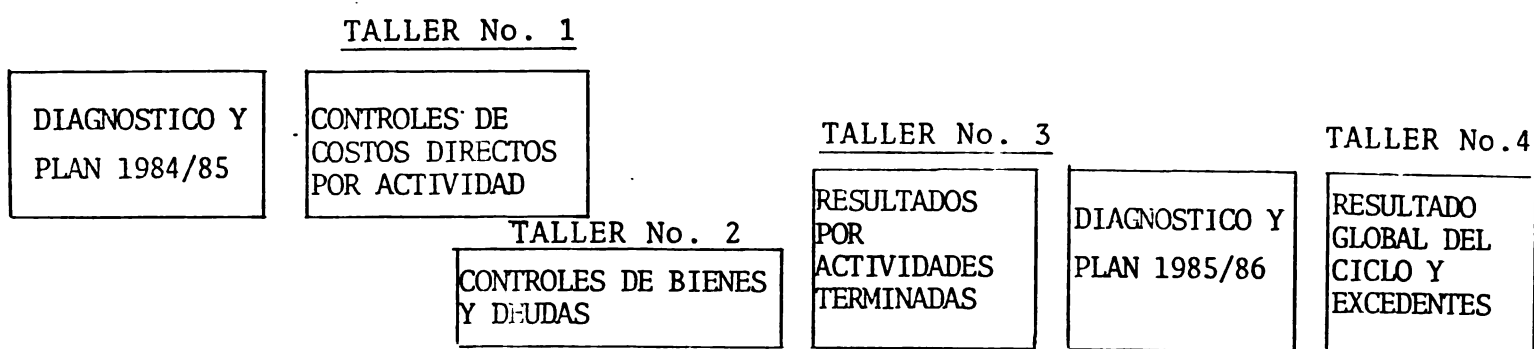 TALLER No. 1
DIAGNOSTICO Y
PLAN 1984/85
CONTROLES DE
COSTOS DIRECTOS
POR ACTIVIDAD
TALLER No. 2
CONTROLES DE BIENES
Y DEUDAS
TALLER No. 3
RESULTADOS
POR
ACTIVIDADES
TERMINADAS
DIAGNOSTICO Y
PLAN 1985/86
TALLER No.4
RESULTADO
GLOBAL DEL
CICLO Y
EXCEDENTES